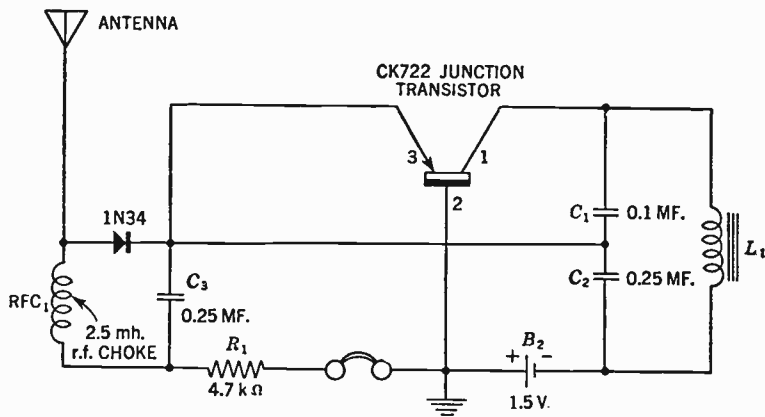 ANTENNA
CK722 JUNCTION
TRANSISTOR
3
1
2
1N34
C1
0.1 MF.
L1
C2
0.25 MF.
RFC1
2.5 mh.
r.f. CHOKE
C3
0.25 MF.
R1
4.7 k Ω
B2
+
-
1.5 V.